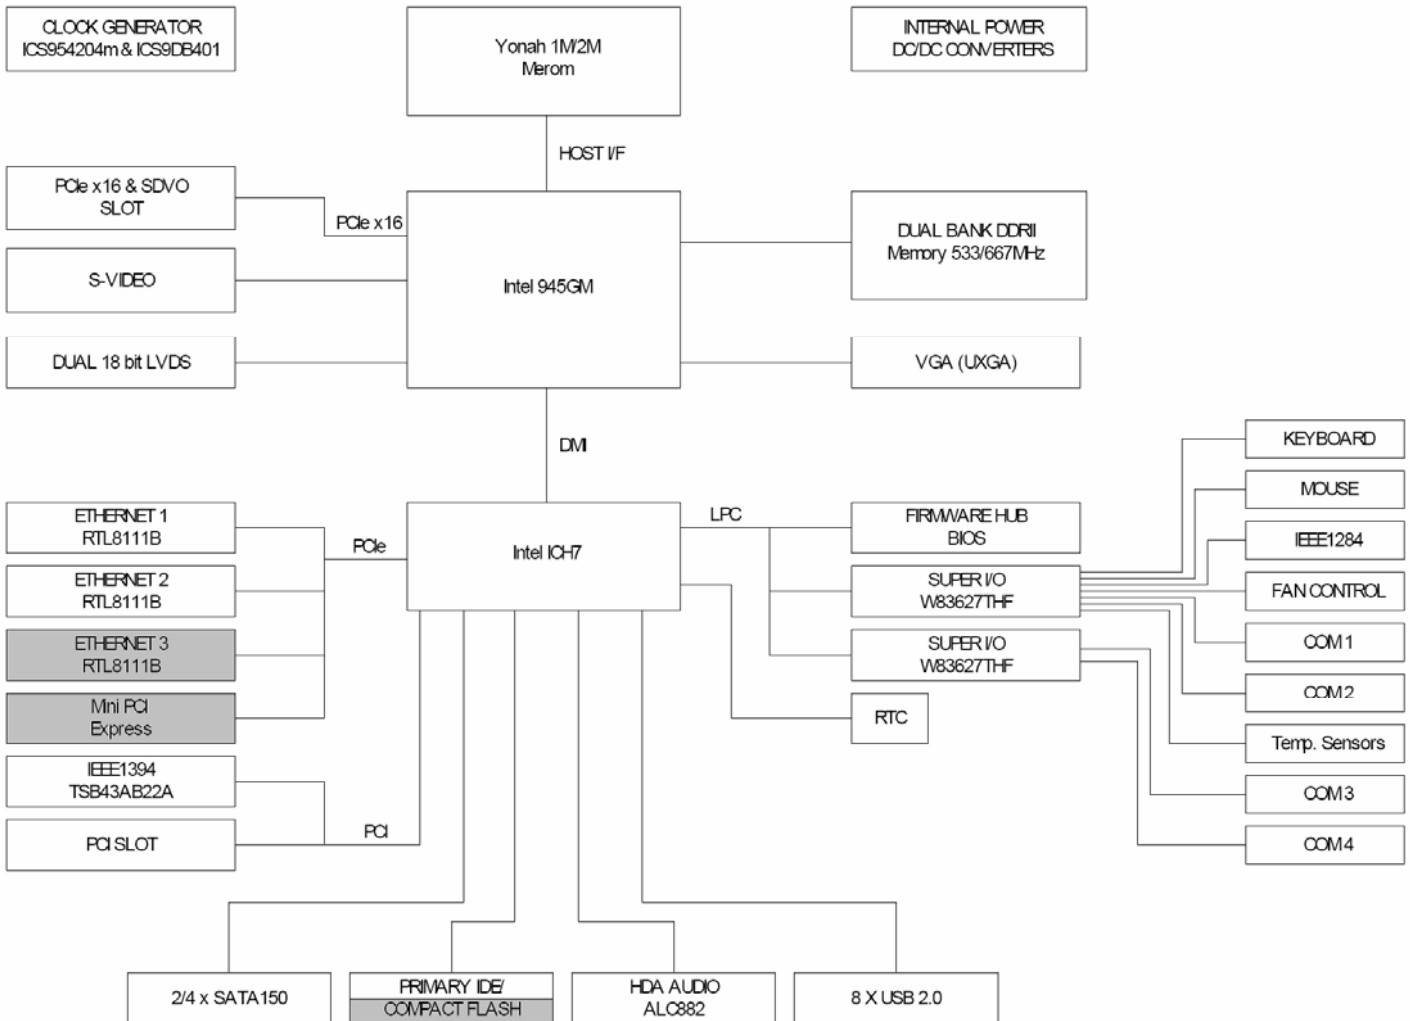 CLOCK GENERATOR
ICS954204m & ICS9DB401
Yonah 1M/2M
Merom
INTERNAL POWER
DC/DC CONVERTERS
HOST I/F
PCIe x16 & SDVO
SLOT
PCIe x16
DUAL BANK DDRII
Memory 533/667MHz
S-VIDEO
Intel 945GM
DUAL 18 bit LVDS
VGA (UXGA)
DMI
KEYBOARD
MOUSE
ETHERNET 1
RTL8111B
PCIe
Intel ICH7
LPC
FIRMWARE HUB
BIOS
IEEE1284
ETHERNET 2
RTL8111B
SUPER I/O
W83627THF
FAN CONTROL
ETHERNET 3
RTL8111B
SUPER I/O
W83627THF
COM 1
COM 2
Mini PCI
Express
RTC
Temp. Sensors
IEEE1394
TSB43AB22A
COM 3
PCI SLOT
PCI
COM 4
2/4 x SATA150
PRIMARY IDE/
COMPACT FLASH
HDA AUDIO
ALC882
8 X USB 2.0